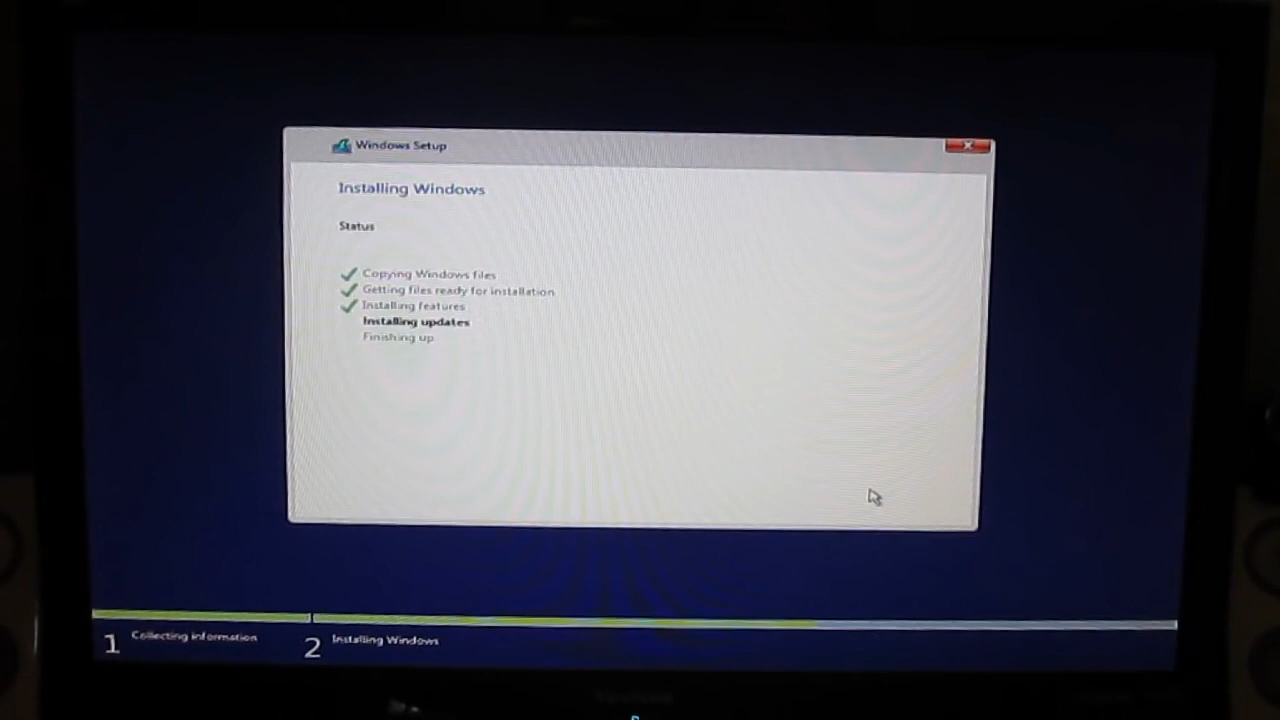 Windows Setup
Installing Windows
Status
Copying Windows files
Getting files ready for installation
Installing features
Installing updates
Finishing up
1 Collecting information
2 Installing Windows